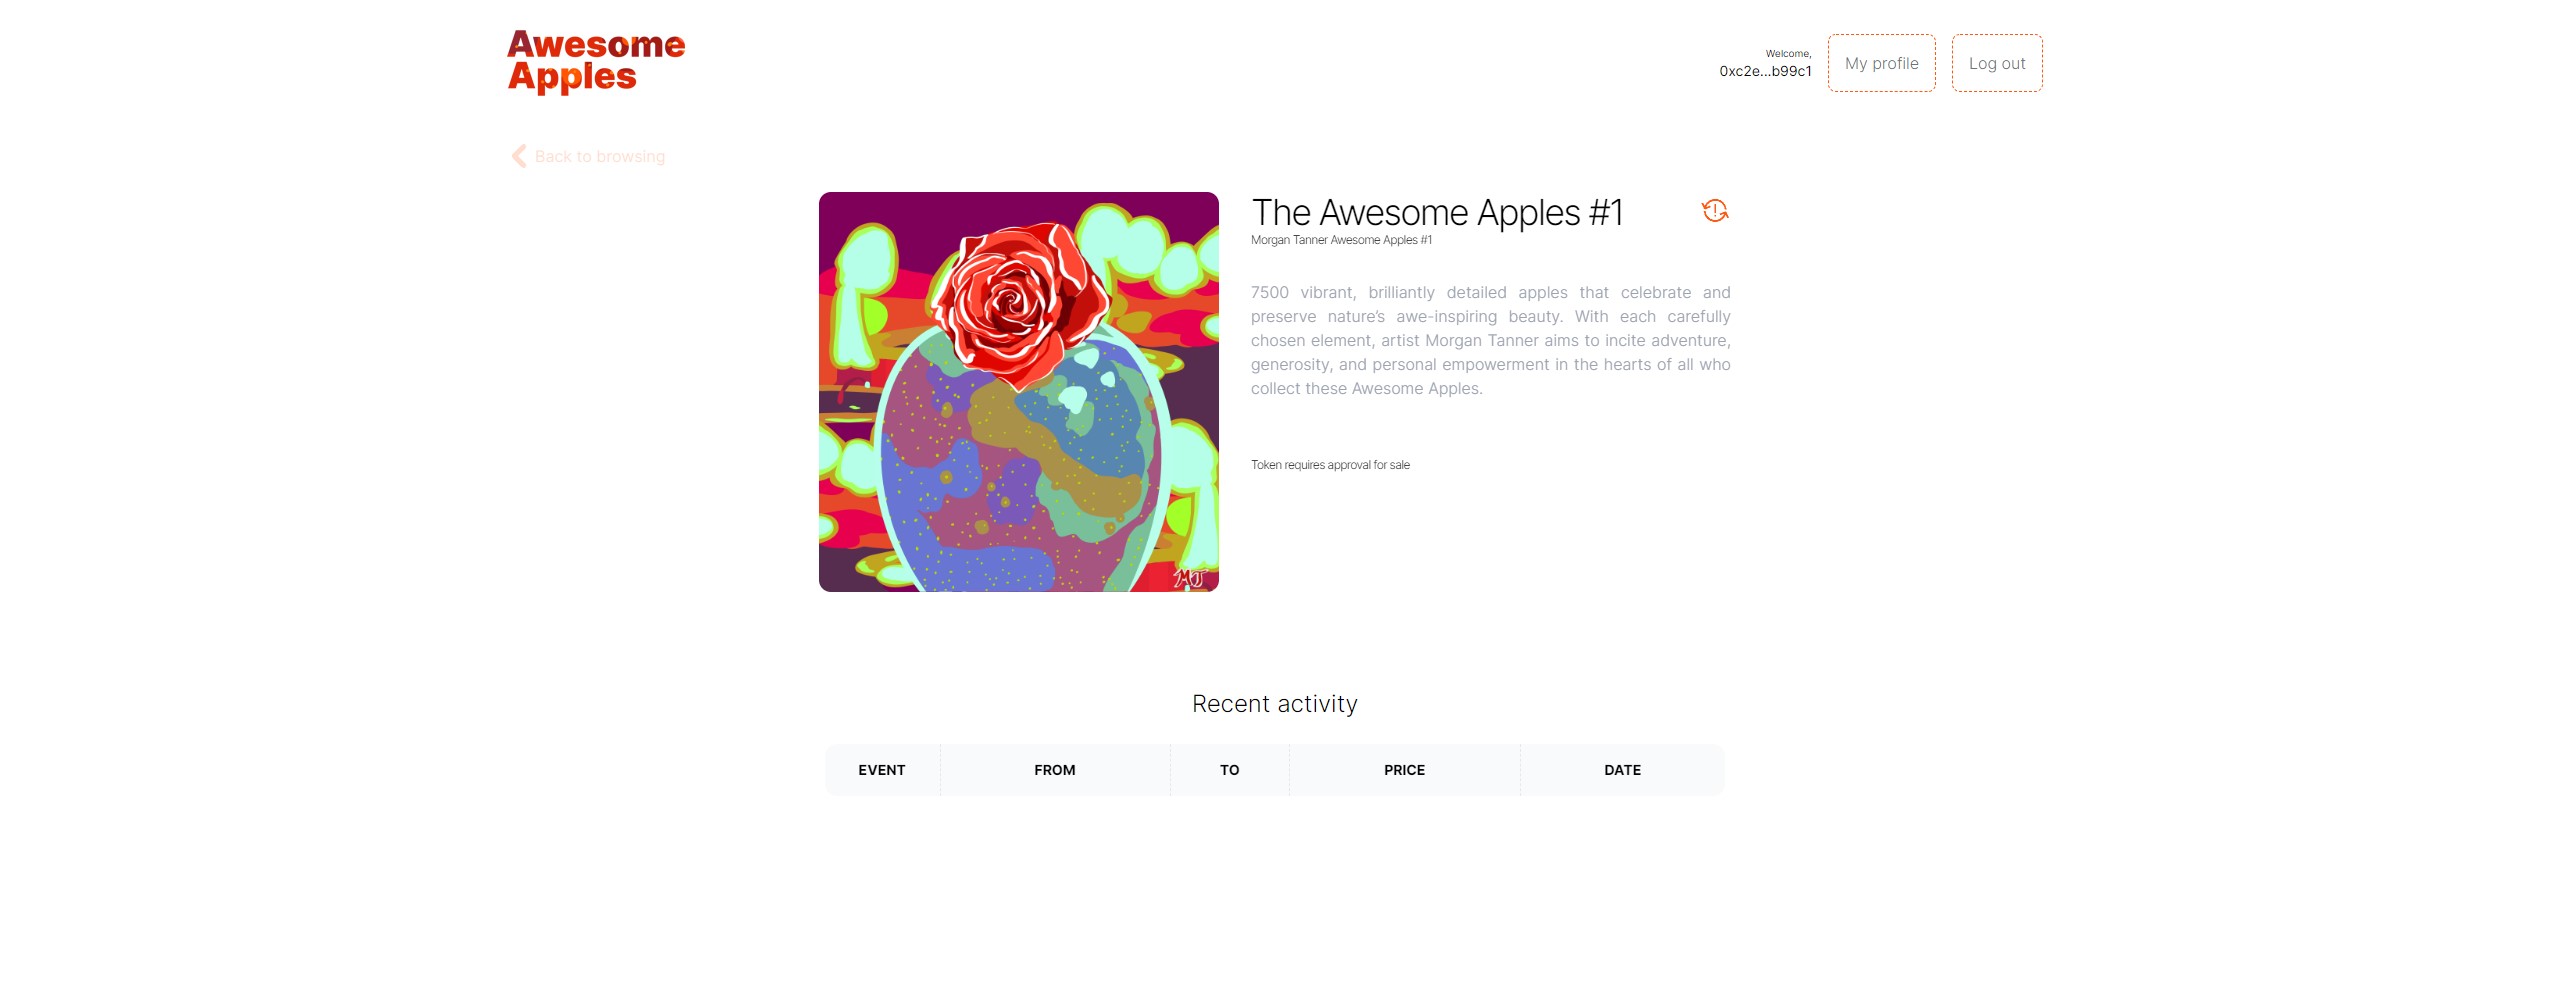 Awesome
Apples
Welcome,
0xc2e...b99c1
My profile
Log out
Back to browsing
The Awesome Apples #1
Morgan Tanner Awesome Apples #1
7500 vibrant, brilliantly detailed apples that celebrate and
preserve nature's awe-inspiring beauty. With each carefully
chosen element, artist Morgan Tanner aims to incite adventure,
generosity, and personal empowerment in the hearts of all who
collect these Awesome Apples.
Token requires approval for sale
MT
Recent activity
EVENT FROM TO PRICE DATE